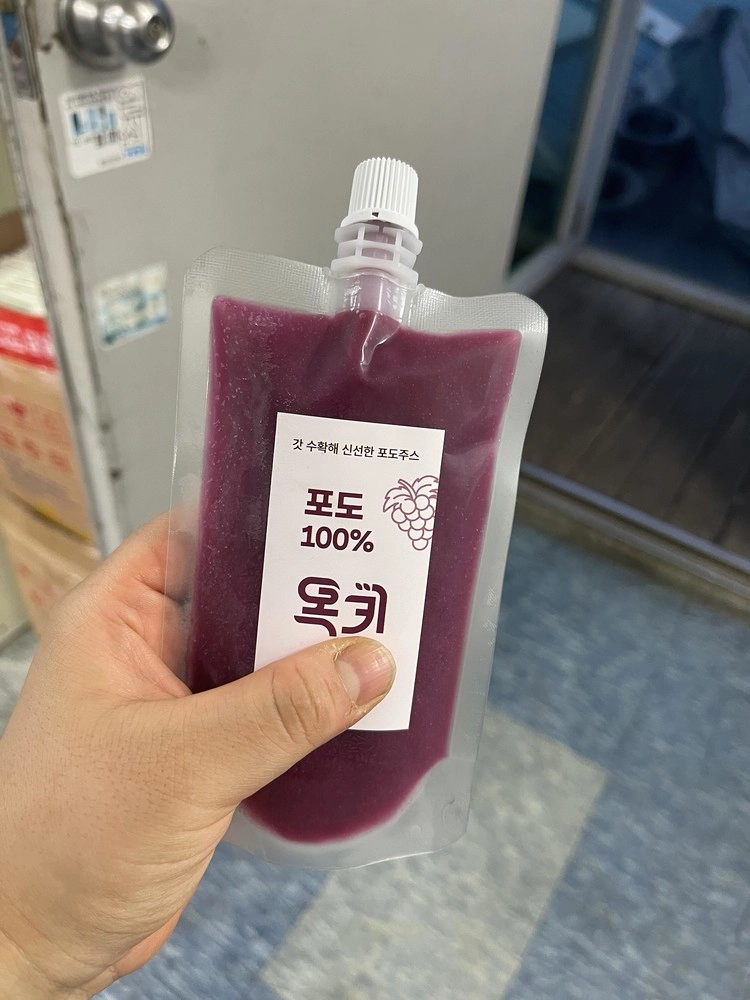 갓 수확해 신선한 포도주스
포도
100%
옥키